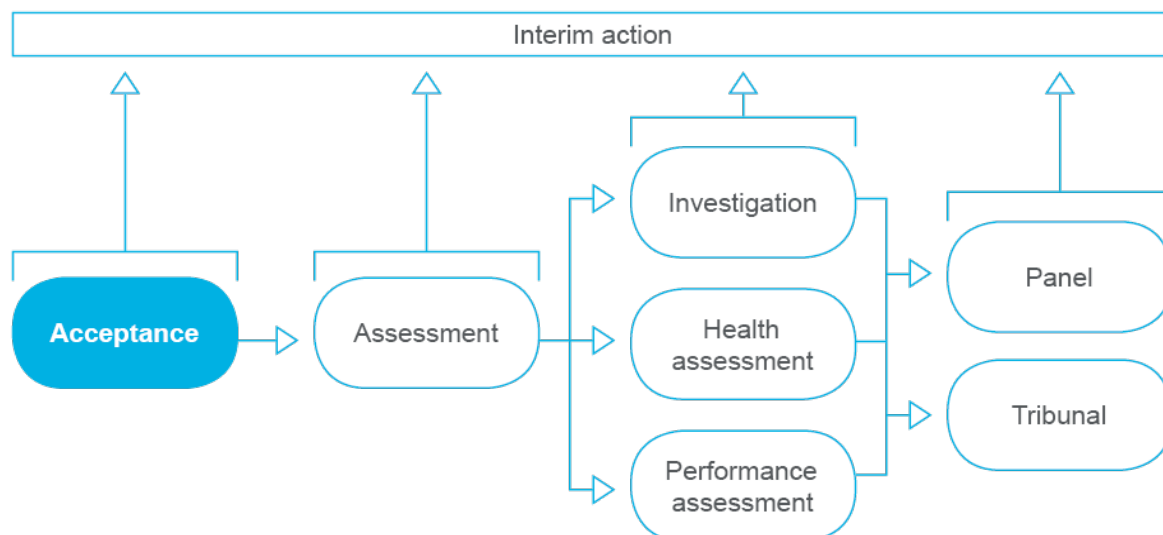 Interim action
Acceptance
Assessment
Investigation
Health
assessment
Performance
assessment
Panel
Tribunal